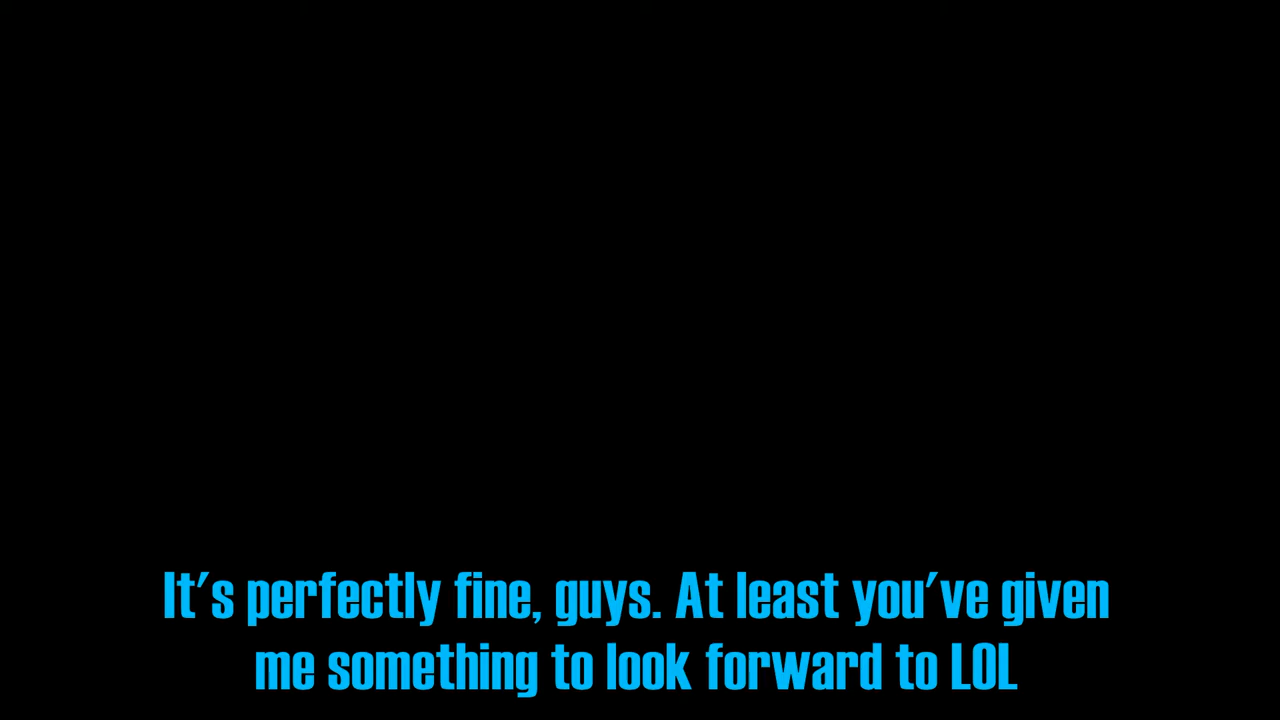 It's perfectly fine, guys. At least you've given
me something to look forward to LOL